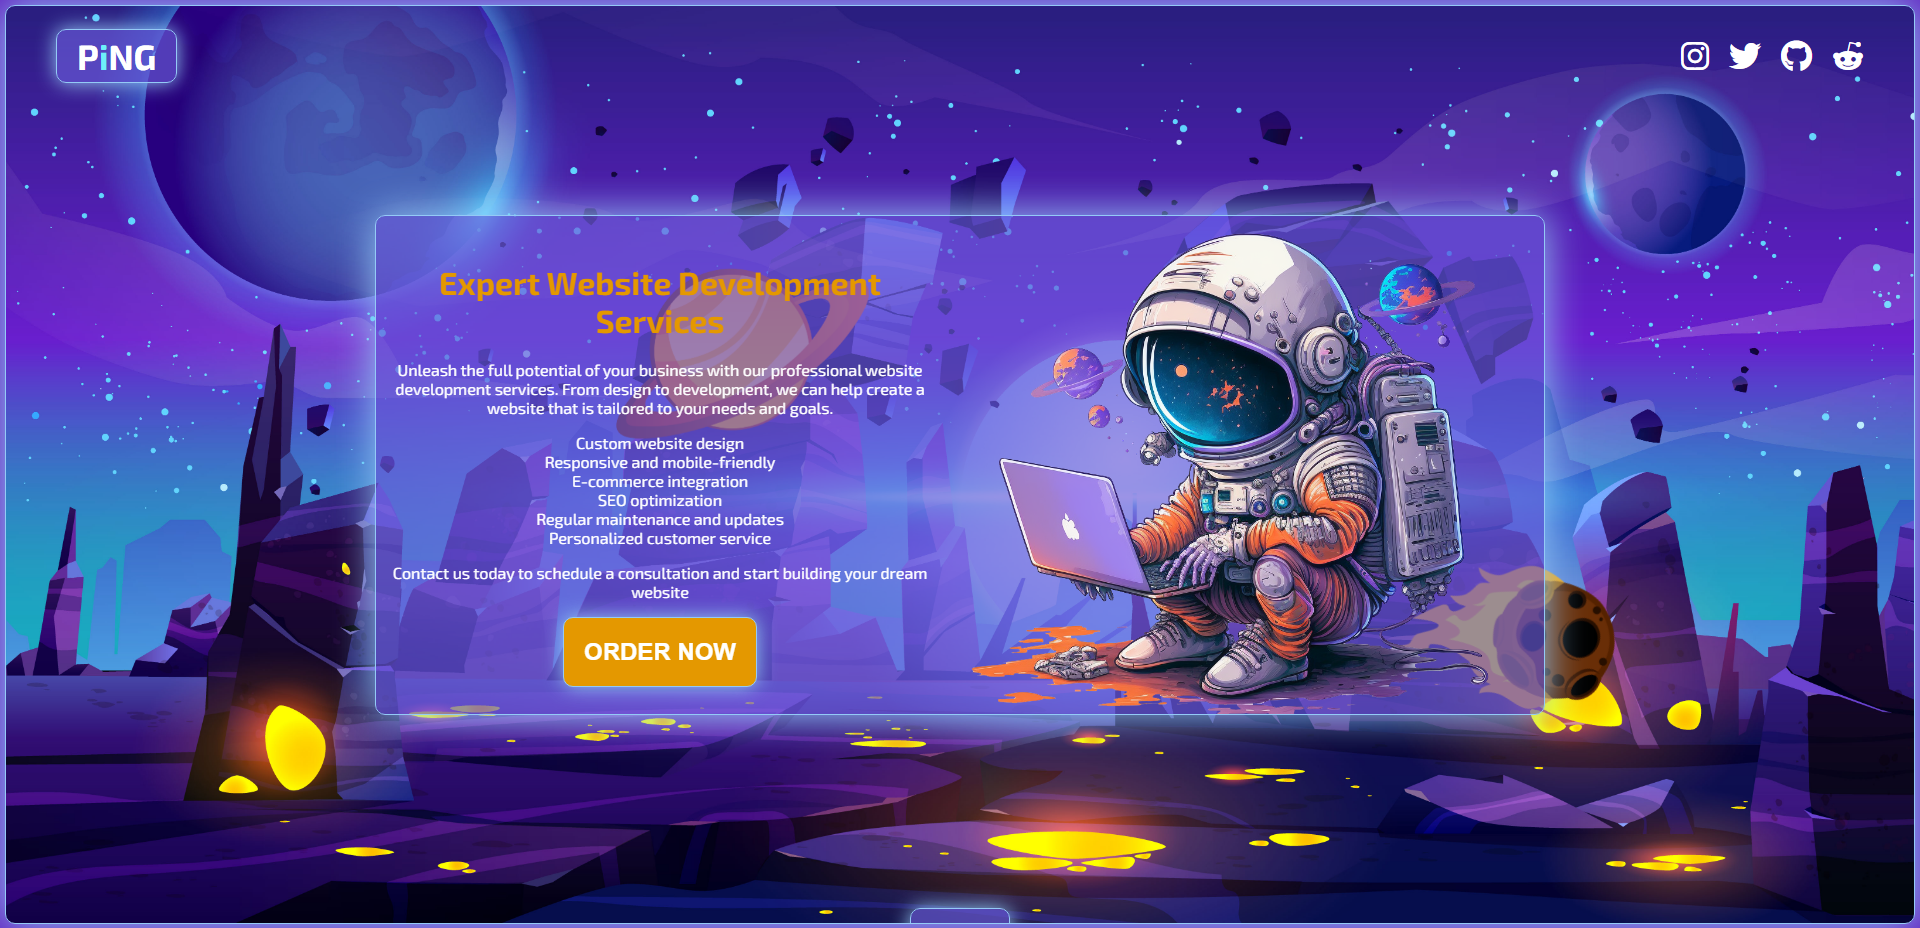 PiNG
Expert Website Development
Services
Unleash the full potential of your business with our professional website
development services. From design to development, we can help create a
website that is tailored to your needs and goals.
Custom website design
Responsive and mobile-friendly
E-commerce integration
SEO optimization
Regular maintenance and updates
Personalized customer service
Contact us today to schedule a consultation and start building your dream
website
ORDER NOW